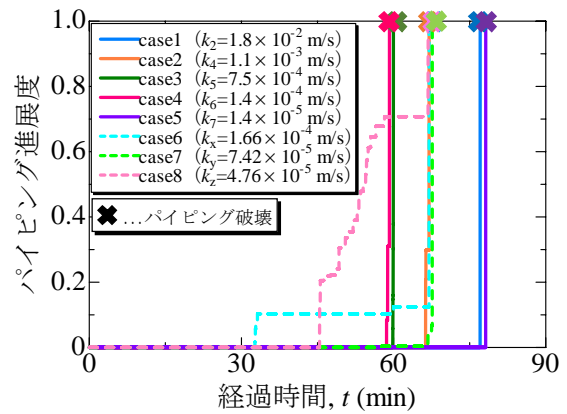 1.0
0.8
0.6
0.4
0.2
0
0
30
60
90
パイピング進展度
経過時間, t (min)
case1 （k2=1.8×10-2 m/s）
case2 （k4=1.1×10-3 m/s）
case3 （k5=7.5×10-4 m/s）
case4 （k6=1.4×10-4 m/s）
case5 （k7=1.4×10-5 m/s）
case6 （kx=1.66×10-4 m/s）
case7 （ky=7.42×10-5 m/s）
case8 （kz=4.76×10-5 m/s）
…パイピング破壊